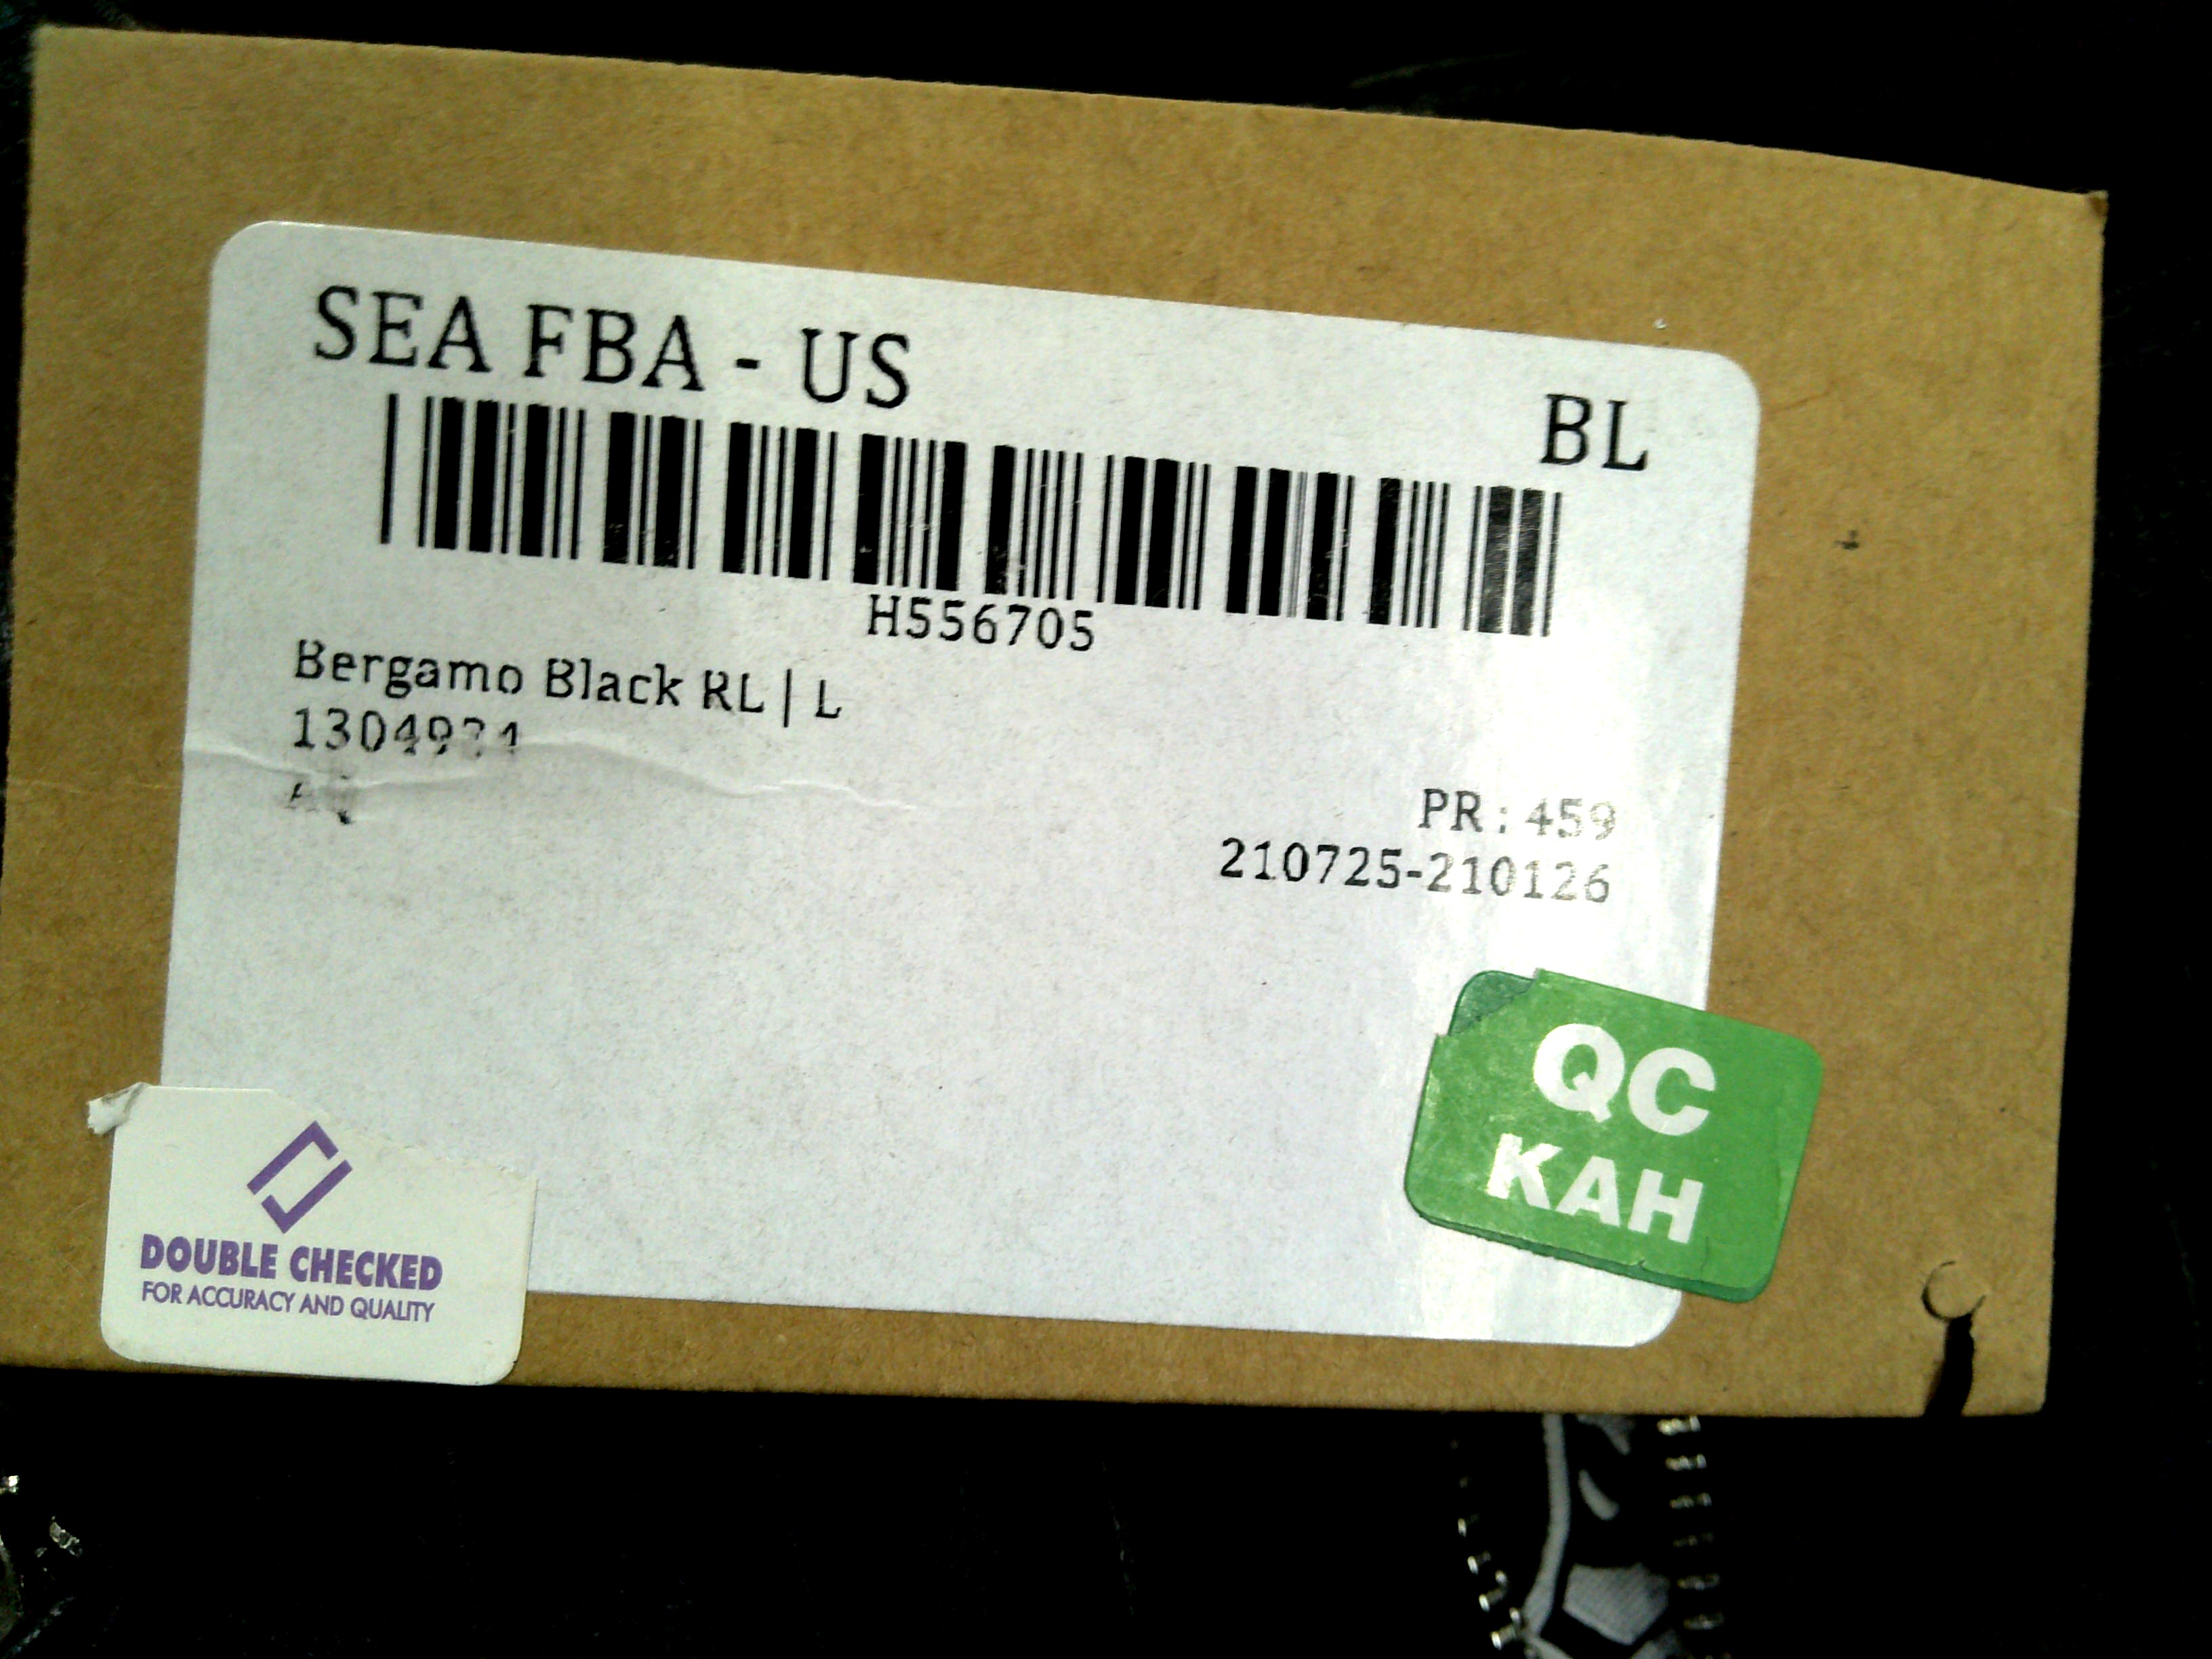 SEA FBA - US
BL
H556705
Bergamo Black RL | L
PR : 459
210725-210126
QC
KAH
DOUBLE CHECKED
FOR ACCURACY AND QUALITY